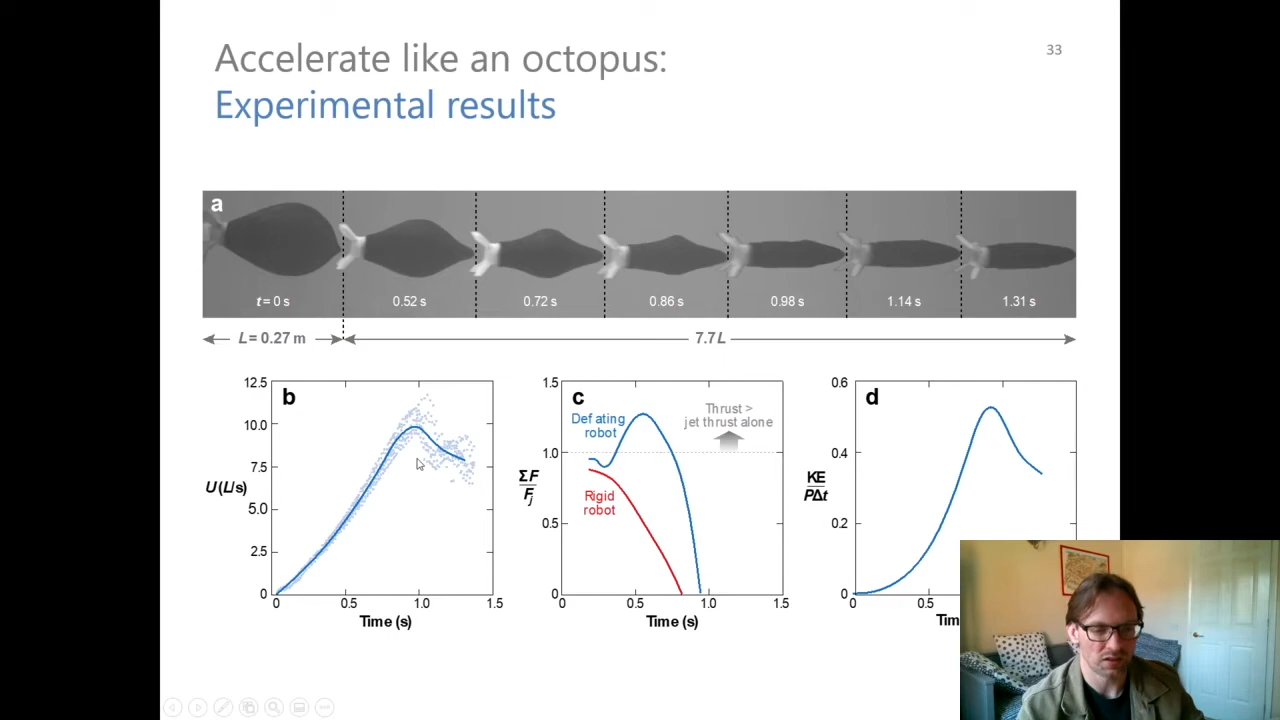 Accelerate like an octopus:
33
Experimental results
a
t = 0 s
0.52 s
0.72 s
0.86 s
0.98 s
1.14 s
1.31 s
L = 0.27 m
7.7 L
b
12.5
10.0
7.5
5.0
2.5
0
U (L/s)
0
0.5
1.0
1.5
Time (s)
c
1.5
1.0
0.5
0
ΣF
Fj
Def ating
robot
Rigid
robot
Thrust >
jet thrust alone
0
0.5
1.0
1.5
Time (s)
d
0.6
0.4
0.2
0
KE
PΔt
0
0.5
Tim